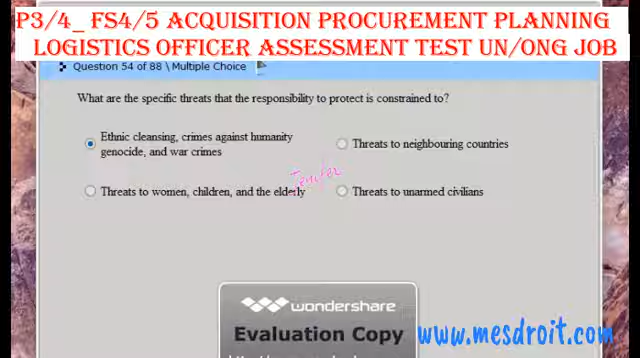 P3/4_ FS4/5 ACQUISITION PROCUREMENT PLANNING
LOGISTICS OFFICER ASSESSMENT TEST UN/ONG JOB
Question 54 of 88 \ Multiple Choice
What are the specific threats that the responsibility to protect is constrained to?
Ethnic cleansing, crimes against humanity
genocide, and war crimes
Threats to neighbouring countries
Threats to women, children, and the elderly
Threats to unarmed civilians
wondershare
Evaluation Copy
www.mesdroit.com